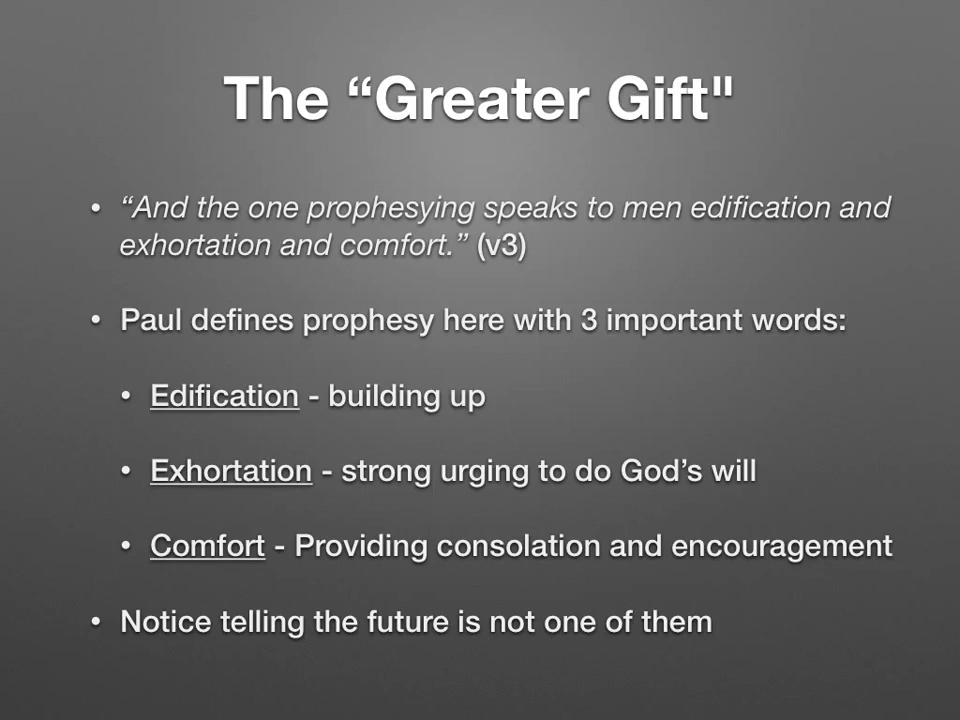 The “Greater Gift"
• “And the one prophesying speaks to men edification and
exhortation and comfort.” (v3)
• Paul defines prophesy here with 3 important words:
• Edification - building up
• Exhortation - strong urging to do God’s will
• Comfort - Providing consolation and encouragement
• Notice telling the future is not one of them